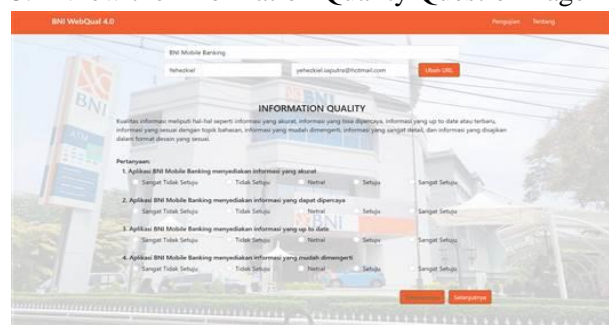 BNI WebQual 4.0 Pengujian Tentang
BNI Mobile Banking
Yehezkiel yehezkiel.saputra@hotmail.com Ubah URL
INFORMATION QUALITY
Kualitas informasi meliputi hal-hal seperti informasi yang akurat, informasi yang bisa dipercaya, informasi yang up to date atau terbaru,
informasi yang sesuai dengan topik bahasan, informasi yang mudah dimengerti, informasi yang sangat detail, dan informasi yang disajikan
dalam format desain yang sesuai.
Pertanyaan:
1. Aplikasi BNI Mobile Banking menyediakan informasi yang akurat
Sangat Tidak Setuju Tidak Setuju Netral Setuju Sangat Setuju
2. Aplikasi BNI Mobile Banking menyediakan informasi yang dapat dipercaya
Sangat Tidak Setuju Tidak Setuju Netral Setuju Sangat Setuju
3. Aplikasi BNI Mobile Banking menyediakan informasi yang up to date
Sangat Tidak Setuju Tidak Setuju Netral Setuju Sangat Setuju
4. Aplikasi BNI Mobile Banking menyediakan informasi yang mudah dimengerti
Sangat Tidak Setuju Tidak Setuju Netral Setuju Sangat Setuju
Selanjutnya
BNI
ATM
BNI